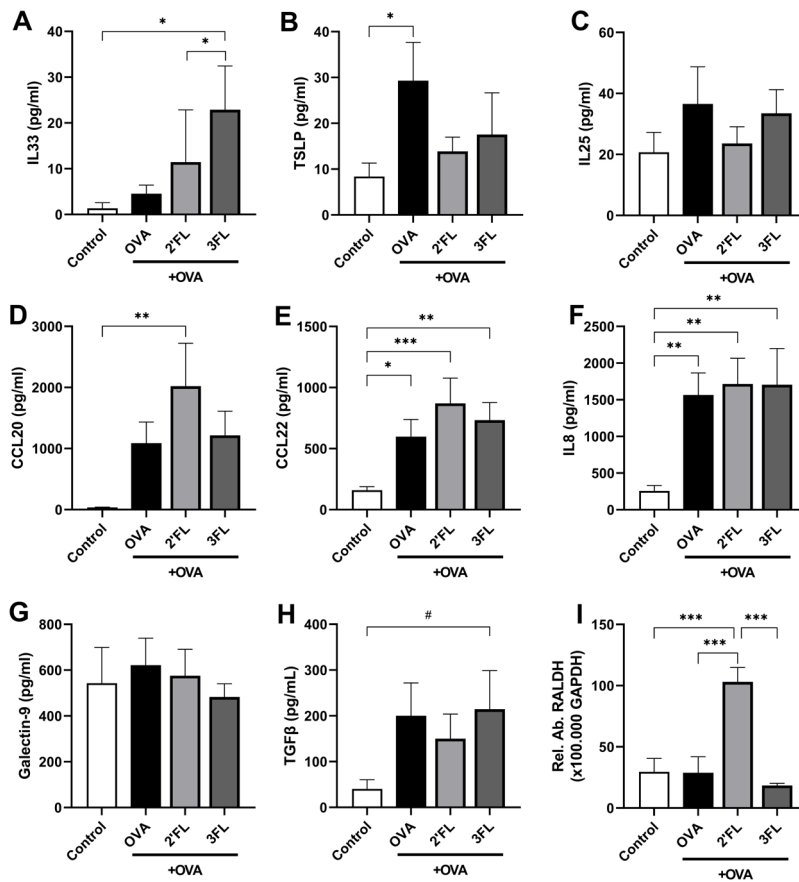 A
*
*
40
30
20
10
0
IL33 (pg/ml)
Control
OVA
2'FL
3FL
+OVA
B
*
40
30
20
10
0
TSLP (pg/ml)
Control
OVA
2'FL
3FL
+OVA
C
60
40
20
0
IL25 (pg/ml)
Control
OVA
2'FL
3FL
+OVA
D
**
3000
2000
1000
0
CCL20 (pg/ml)
Control
OVA
2'FL
3FL
+OVA
E
**
***
*
1500
1000
500
0
CCL22 (pg/ml)
Control
OVA
2'FL
3FL
+OVA
F
**
**
**
2500
2000
1500
1000
500
0
IL8 (pg/ml)
Control
OVA
2'FL
3FL
+OVA
G
800
600
400
200
0
Galectin-9 (pg/ml)
Control
OVA
2'FL
3FL
+OVA
H
#
400
300
200
100
0
TGFβ (pg/mL)
Control
OVA
2'FL
3FL
+OVA
I
***
***
***
150
100
50
0
Rel. Ab. RALDH
(x100.000 GAPDH)
Control
OVA
2'FL
3FL
+OVA